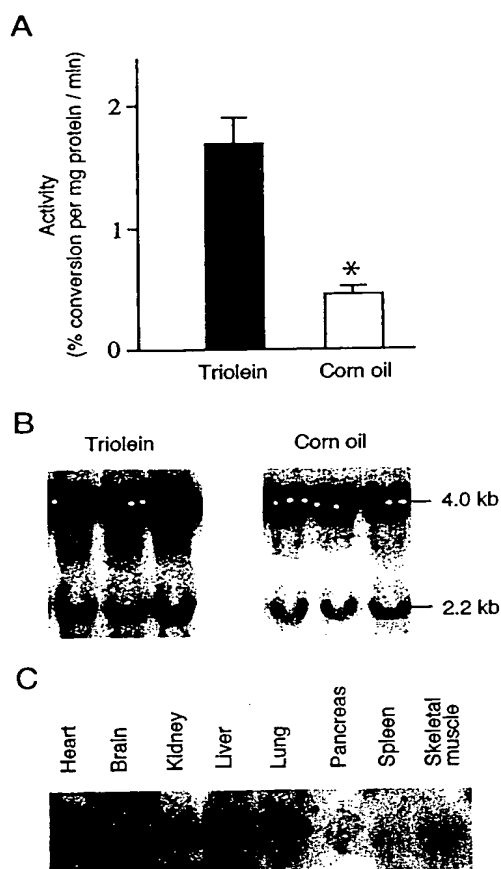 A
Activity
(% conversion per mg protein / min)
2
1
0
*
Triolein
Corn oil
B
Triolein
Corn oil
4.0 kb
2.2 kb
C
Heart
Brain
Kidney
Liver
Lung
Pancreas
Spleen
Skeletal
muscle